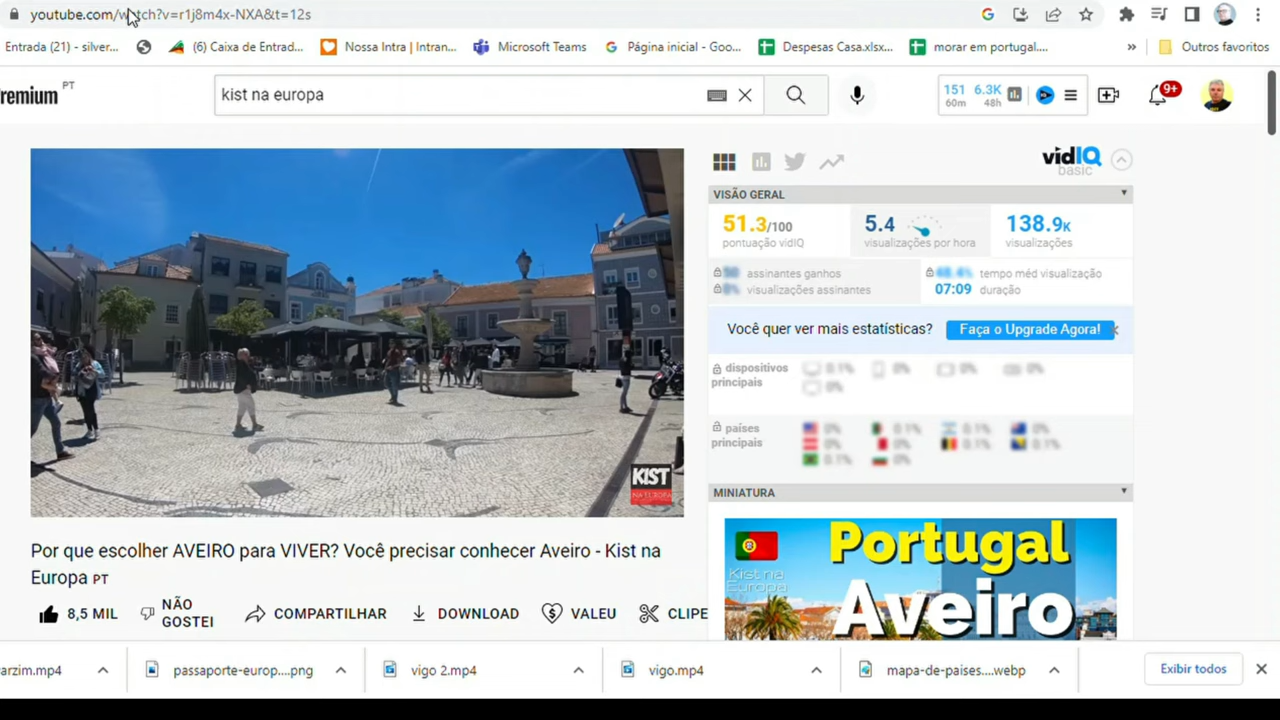 youtube.com/watch?v=r1j8m4x-NXA&t=12s
Entrada (21) - silver...
(6) Caixa de Entrad...
Nossa Intra | Intran...
Microsoft Teams
Página inicial - Goo...
Despesas Casa.xlsx...
morar em portugal....
»
Outros favoritos
remium PT
kist na europa
151 6.3K
60m 48h
9+
vidIQ
basic
VISÃO GERAL
51.3/100
pontuação vidIQ
5.4
visualizações por hora
138.9K
visualizações
assinantes ganhos
visualizações assinantes
tempo méd visualização
07:09 duração
Você quer ver mais estatísticas?
Faça o Upgrade Agora!
dispositivos
principais
países
principais
KIST
NA EUROPA
MINIATURA
Portugal
Kist na
Europa
Aveiro
Por que escolher AVEIRO para VIVER? Você precisar conhecer Aveiro - Kist na
Europa PT
8,5 MIL
NÃO
GOSTEI
COMPARTILHAR
DOWNLOAD
VALEU
CLIPE
arzim.mp4
passaporte-europ....png
vigo 2.mp4
vigo.mp4
mapa-de-paises....webp
Exibir todos